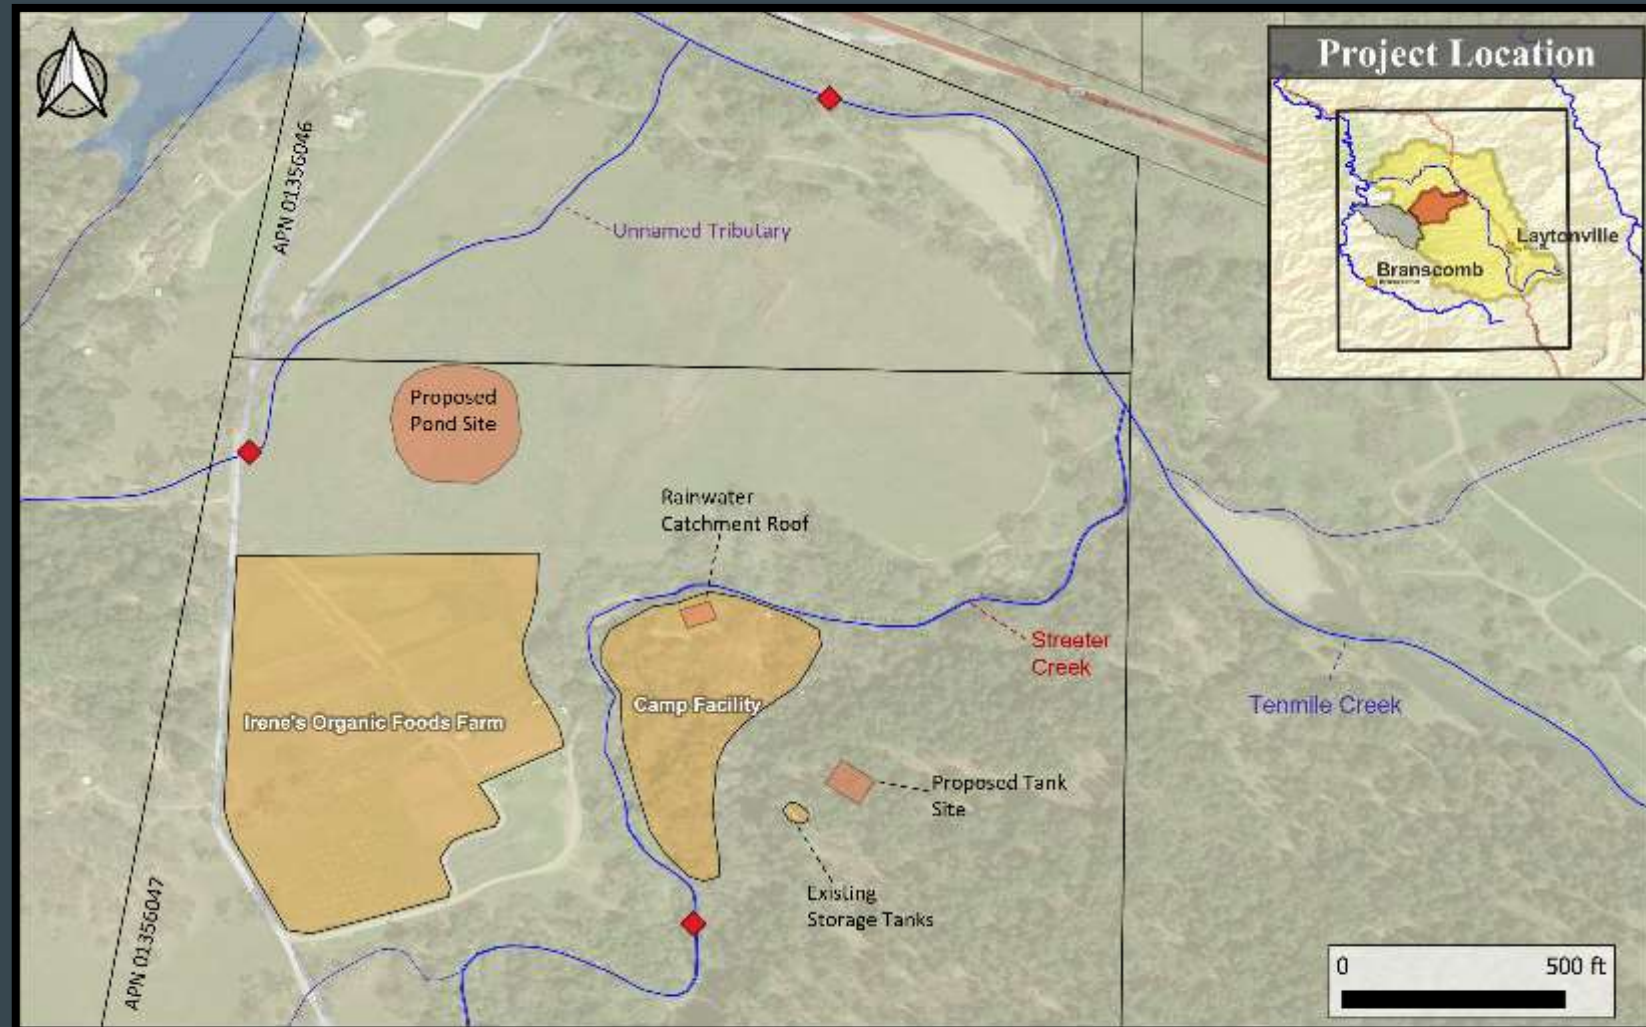 Project Location
Laytonville
Branscomb
APN 01356046
Unnamed Tributary
Proposed
Pond Site
Rainwater
Catchment Roof
Streeter
Creek
Tenmile Creek
Irene's Organic Foods Farm
Camp Facility
Proposed Tank
Site
Existing
Storage Tanks
APN 01356047
0 500 ft